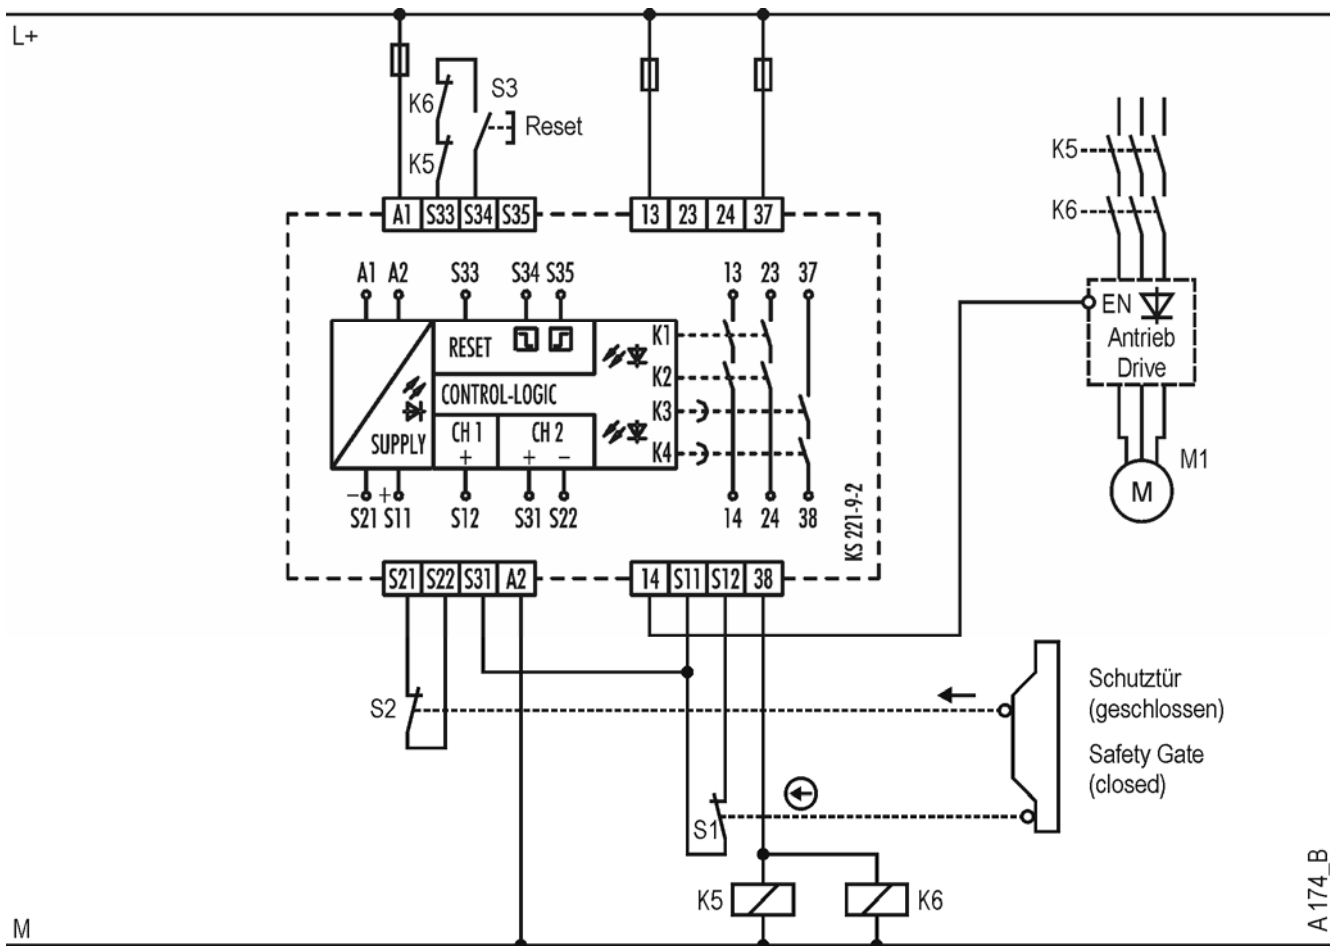 L+
S3
K6
Reset
K5
K5
K6
A1 S33 S34 S35
13 23 24 37
A1 A2 S33 S34 S35 13 23 37
EN
Antrieb
Drive
RESET
K1
K2
CONTROL-LOGIC
K3
CH 1 CH 2
SUPPLY
+ + −
K4
M1
M
− +
S21 S11 S12 S31 S22 14 24 38
KS 221-9-2
S21 S22 S31 A2
14 S11 S12 38
S2
Schutztür
(geschlossen)
Safety Gate
(closed)
S1
K5
K6
A 174_B
M